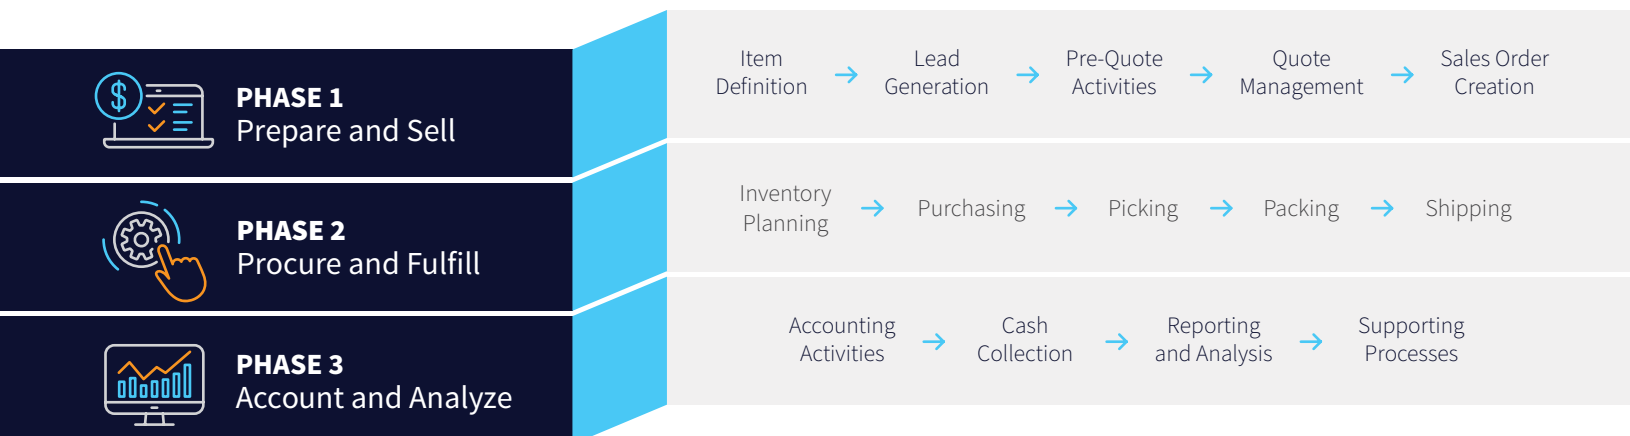 PHASE 1
Prepare and Sell
Item
Definition
Lead
Generation
Pre-Quote
Activities
Quote
Management
Sales Order
Creation
PHASE 2
Procure and Fulfill
Inventory
Planning
Purchasing
Picking
Packing
Shipping
PHASE 3
Account and Analyze
Accounting
Activities
Cash
Collection
Reporting
and Analysis
Supporting
Processes